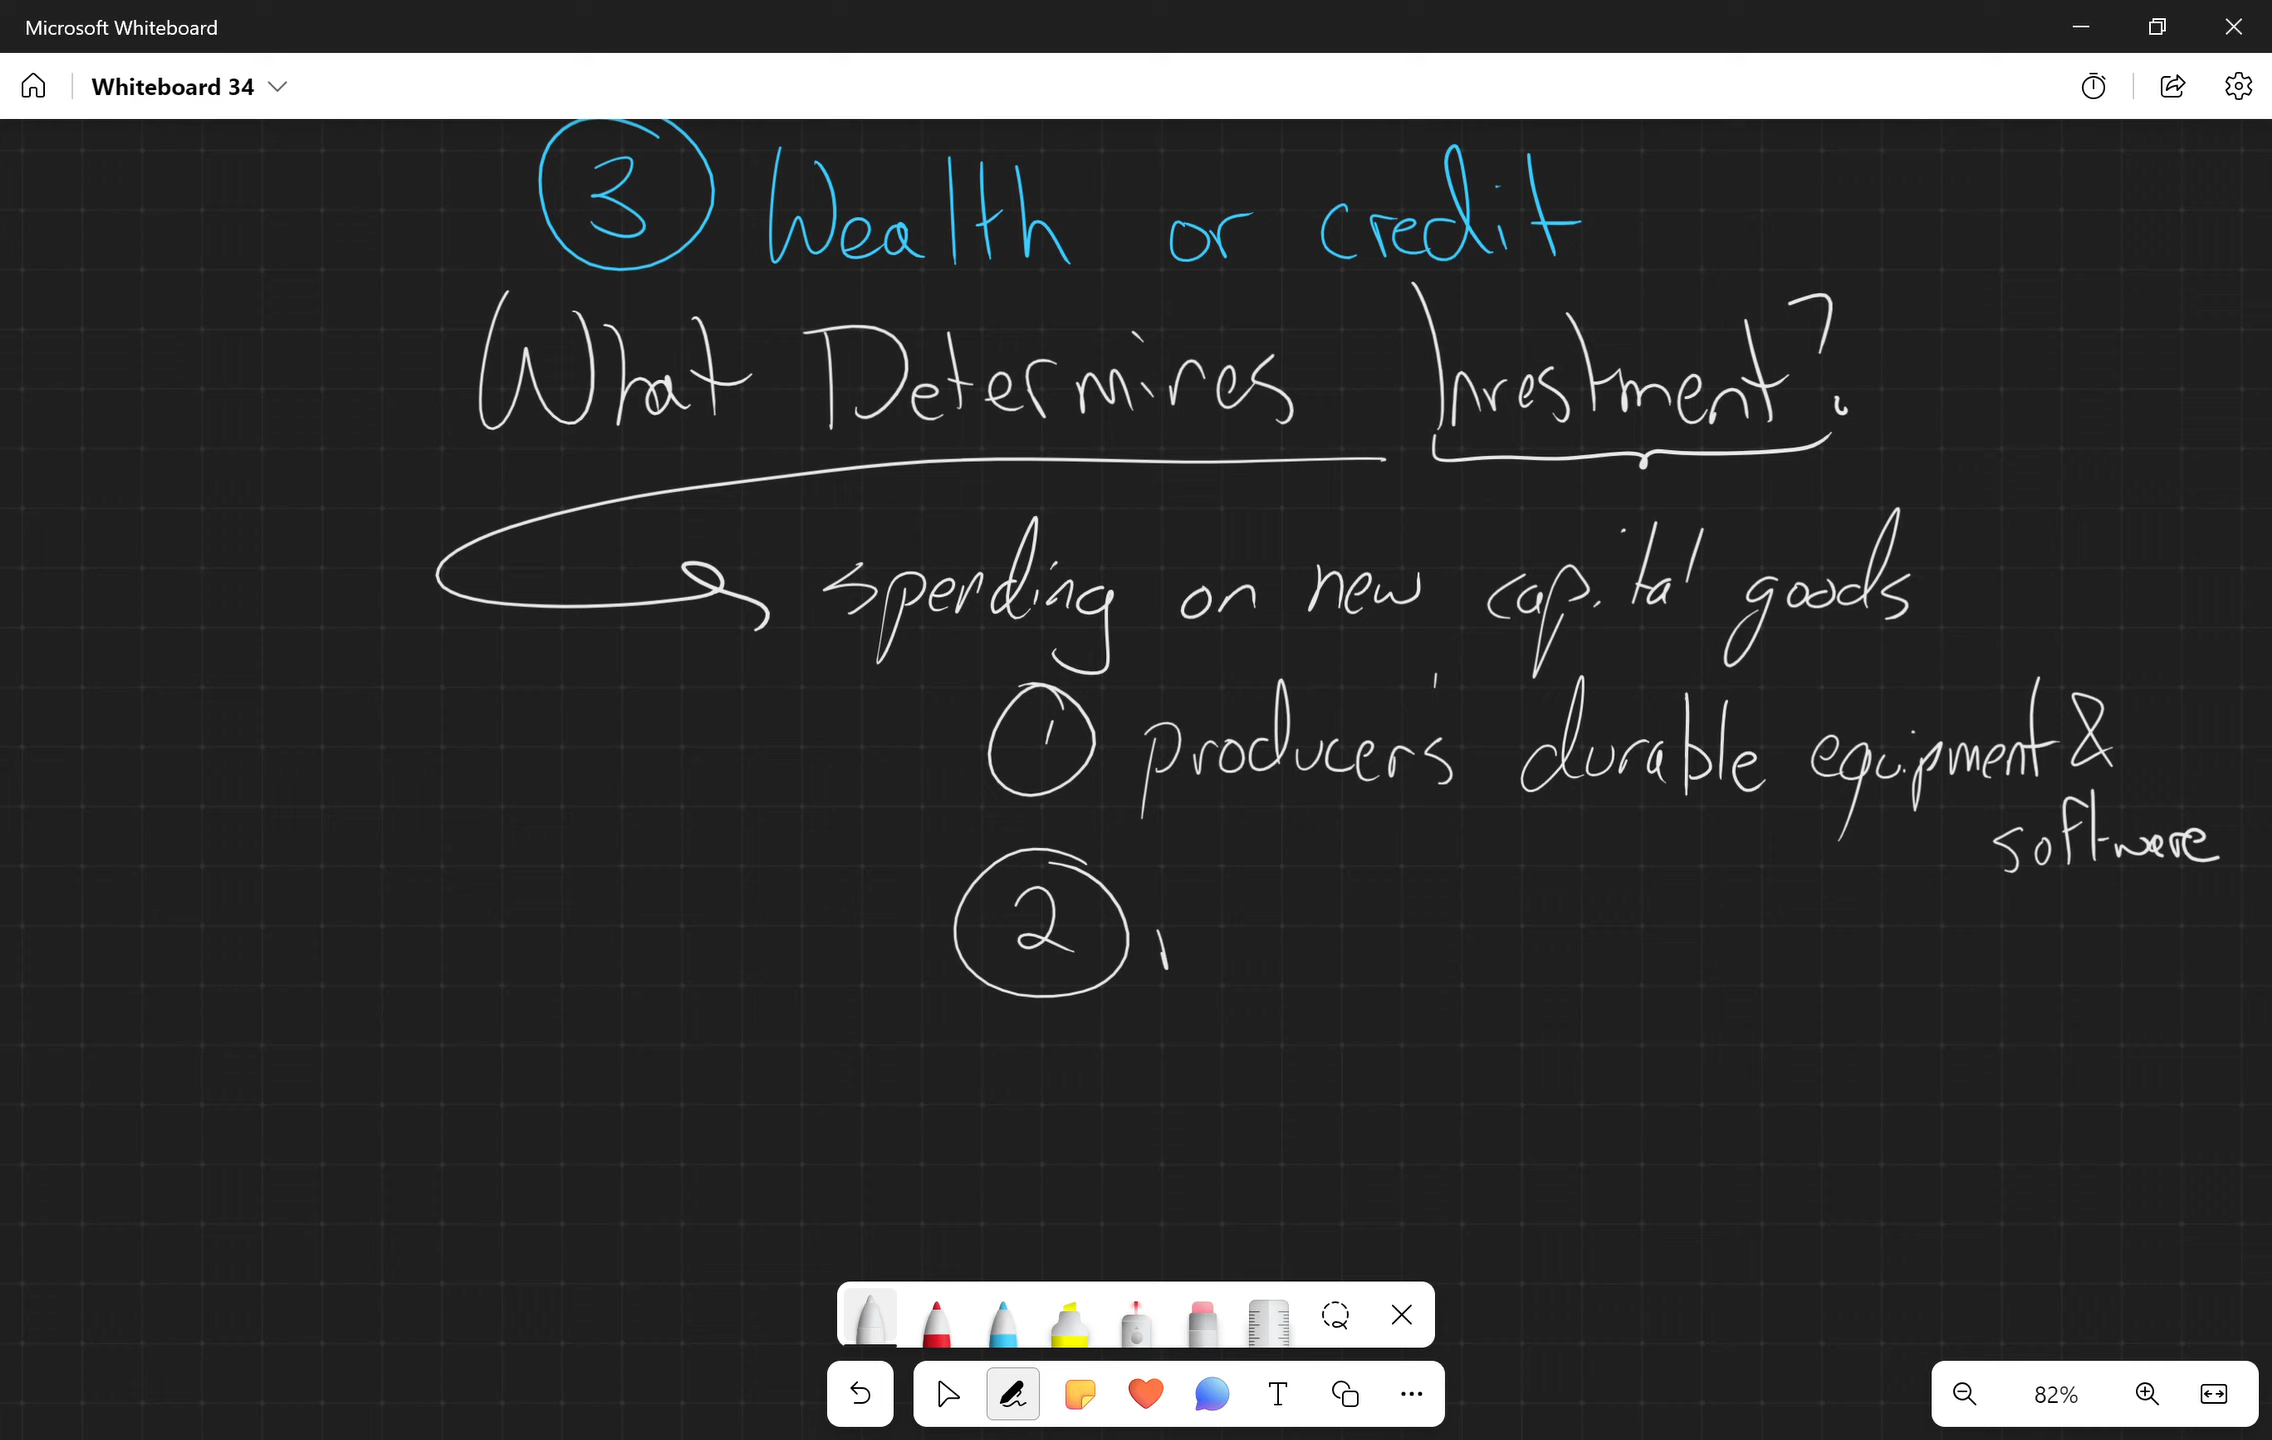 Microsoft Whiteboard
Whiteboard 34
3 Wealth or credit
What Determines Investment?
spending on new capital goods
1 producer's durable equipment &
software
2
T
82%